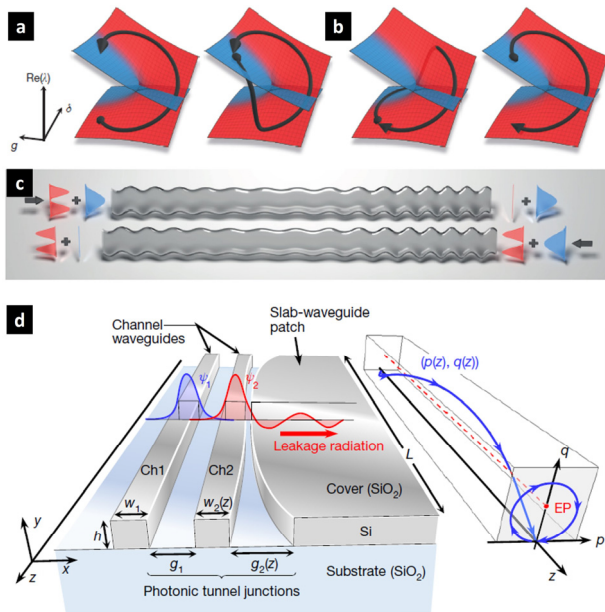 a
b
Re(λ)
δ
g
c
+
+
+
+
d
Channel
waveguides
Slab-waveguide
patch
(p(z), q(z))
ψ1
ψ2
Leakage radiation
L
q
Ch1
Ch2
w1
w2(z)
Cover (SiO2)
EP
h
Si
p
y
x
z
g1
g2(z)
Substrate (SiO2)
z
Photonic tunnel junctions